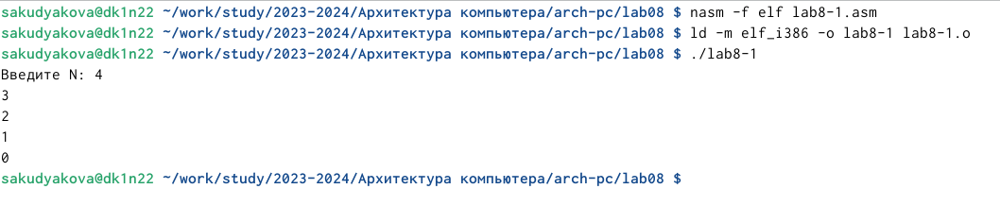 sakudyakova@dk1n22 ~/work/study/2023-2024/Архитектура компьютера/arch-pc/lab08 $ nasm -f elf lab8-1.asm
sakudyakova@dk1n22 ~/work/study/2023-2024/Архитектура компьютера/arch-pc/lab08 $ ld -m elf_i386 -o lab8-1 lab8-1.o
sakudyakova@dk1n22 ~/work/study/2023-2024/Архитектура компьютера/arch-pc/lab08 $ ./lab8-1
Введите N: 4
3
2
1
0
sakudyakova@dk1n22 ~/work/study/2023-2024/Архитектура компьютера/arch-pc/lab08 $